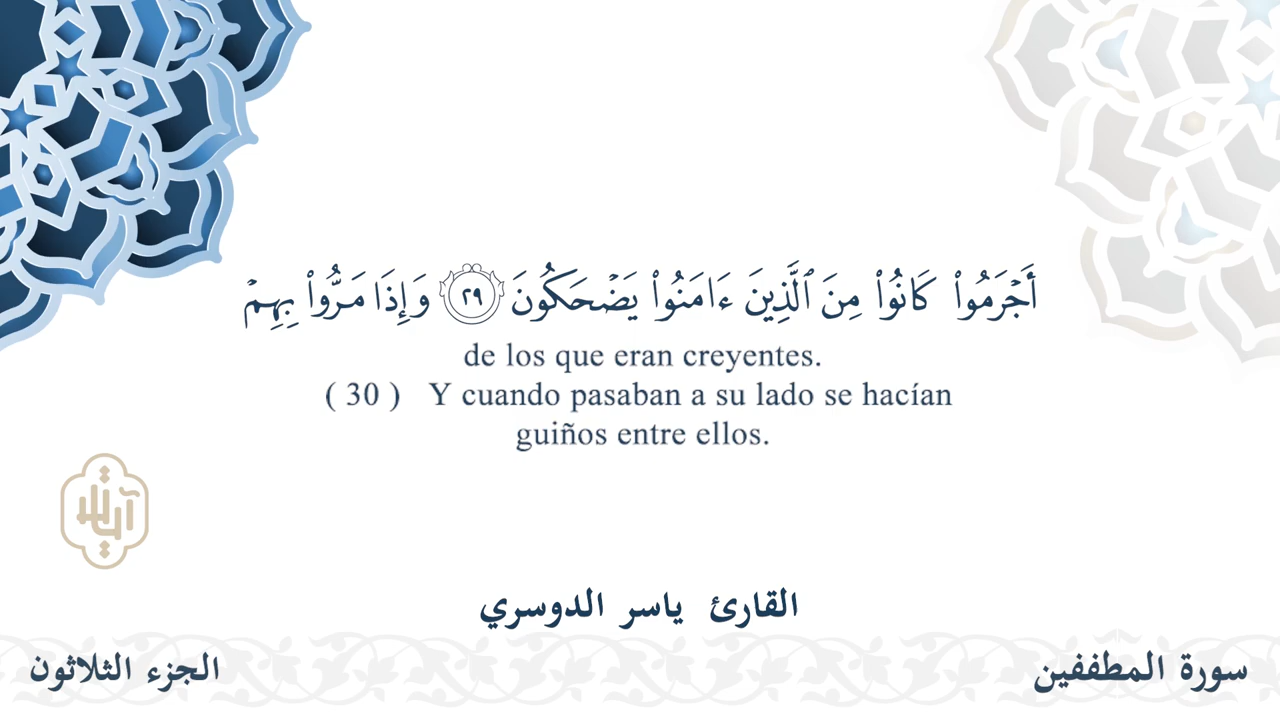 أَجْرَمُوا۟ كَانُوا۟ مِنَ ٱلَّذِينَ ءَامَنُوا۟ يَضْحَكُونَ ٢٩ وَإِذَا مَرُّوا۟ بِهِمْ
de los que eran creyentes.
( 30 ) Y cuando pasaban a su lado se hacían
guiños entre ellos.
القارئ ياسر الدوسري
سورة المطففين
الجزء الثلاثون